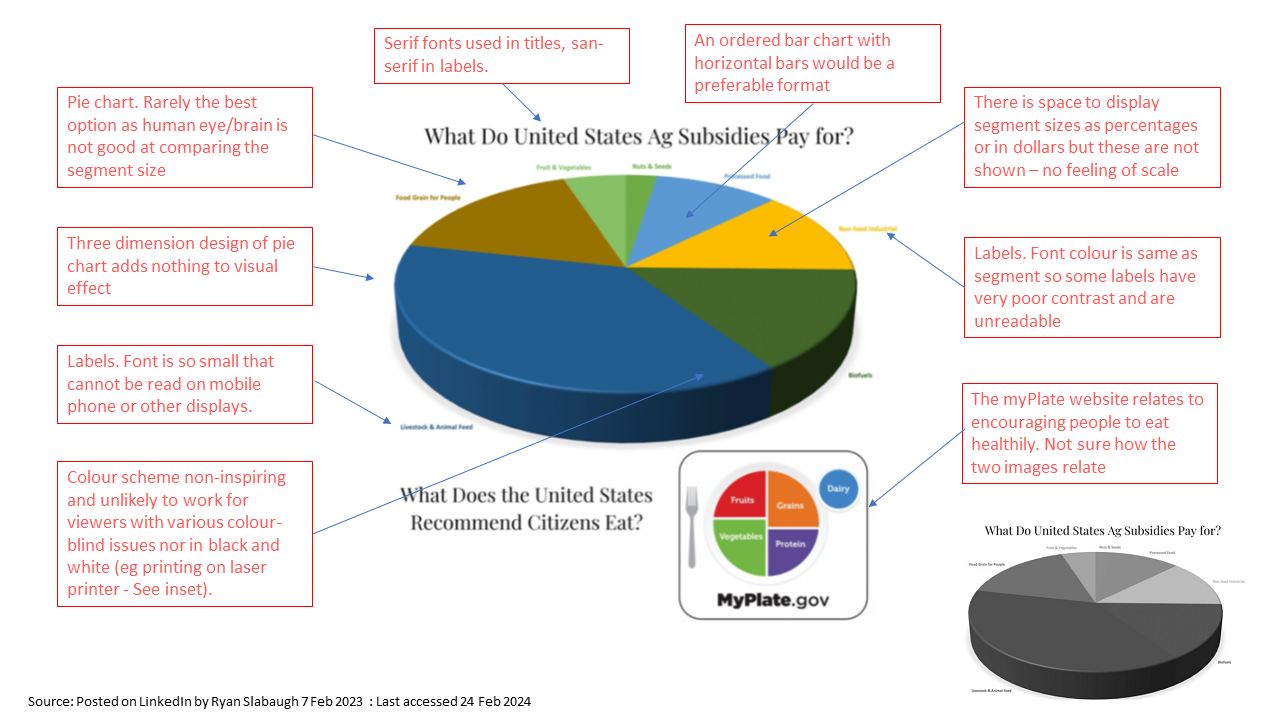 Serif fonts used in titles, san-
serif in labels.
An ordered bar chart with
horizontal bars would be a
preferable format
Pie chart. Rarely the best
option as human eye/brain is
not good at comparing the
segment size
There is space to display
segment sizes as percentages
or in dollars but these are not
shown – no feeling of scale
What Do United States Ag Subsidies Pay for?
Fruit & Vegetables
Nuts & Seeds
Processed Food
Food Grain for People
Non-food Industrial
Three dimension design of pie
chart adds nothing to visual
effect
Labels. Font colour is same as
segment so some labels have
very poor contrast and are
unreadable
Labels. Font is so small that
cannot be read on mobile
phone or other displays.
Biofuels
Livestock & Animal Feed
The myPlate website relates to
encouraging people to eat
healthily. Not sure how the
two images relate
Colour scheme non-inspiring
and unlikely to work for
viewers with various colour-
blind issues nor in black and
white (eg printing on laser
printer - See inset).
What Does the United States
Recommend Citizens Eat?
Fruits
Grains
Dairy
Vegetables
Protein
MyPlate.gov
What Do United States Ag Subsidies Pay for?
Fruit & Vegetables
Nuts & Seeds
Processed Food
Food Grain for People
Non-food Industrial
Biofuels
Livestock & Animal Feed
Source: Posted on LinkedIn by Ryan Slabaugh 7 Feb 2023 : Last accessed 24 Feb 2024